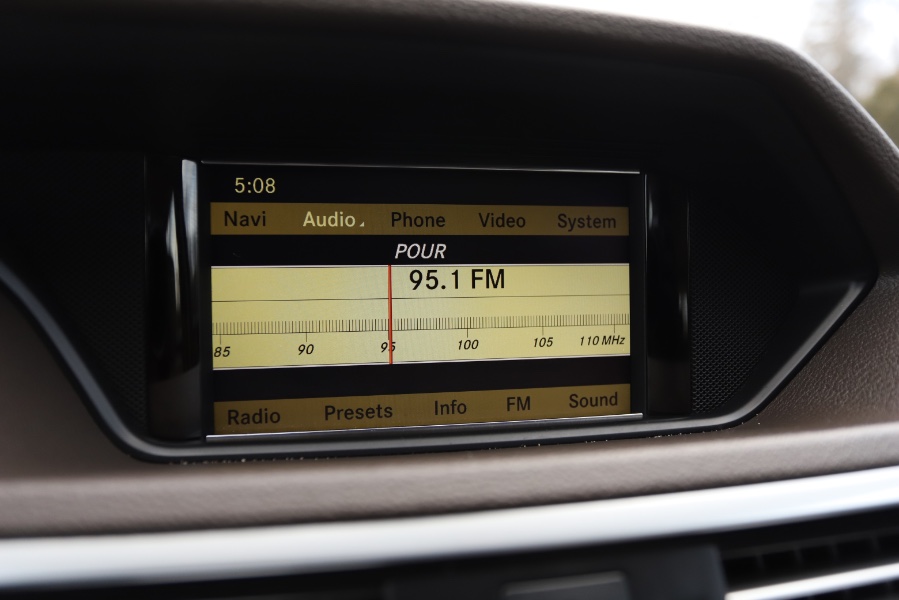 5:08
Navi Audio Phone Video System
POUR
95.1 FM
85 90 95 100 105 110 MHz
Radio Presets Info FM Sound